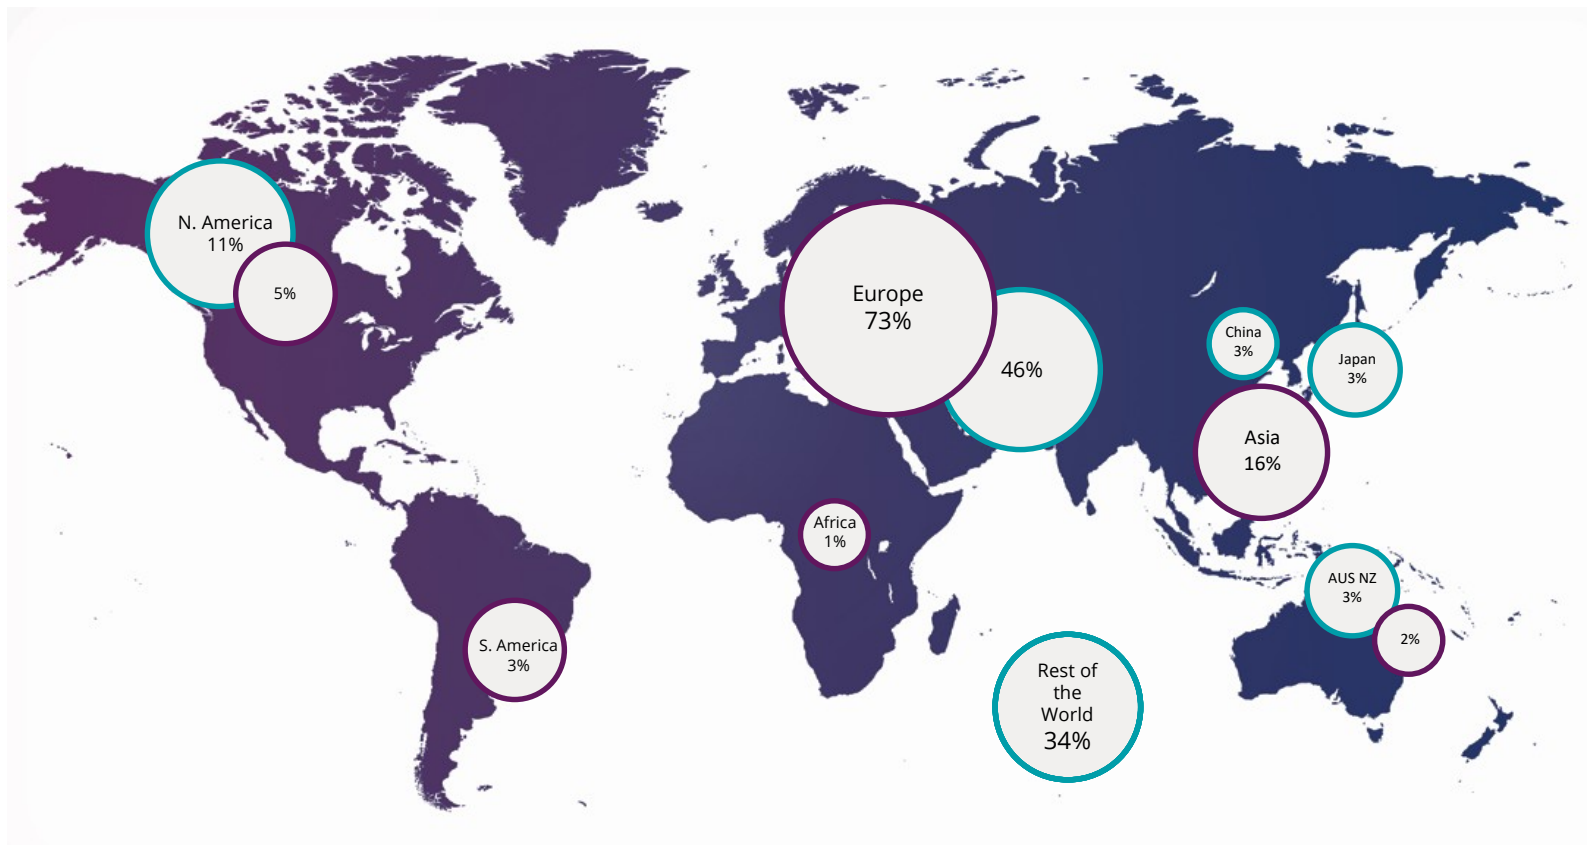 N. America
11%
5%
Europe
73%
46%
China
3%
Japan
3%
Asia
16%
Africa
1%
AUS NZ
3%
2%
S. America
3%
Rest of
the
World
34%